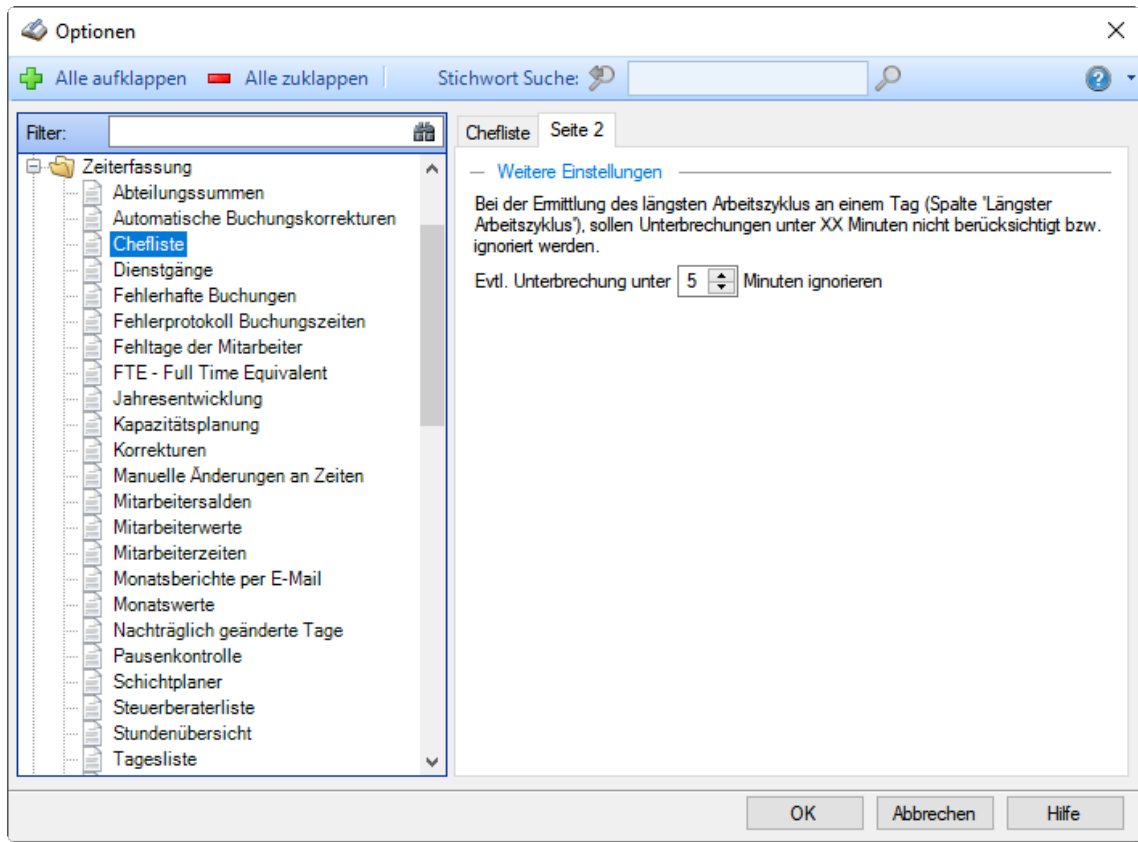 Optionen
Alle aufklappen Alle zuklappen Stichwort Suche:
Filter:
Zeiterfassung
Abteilungssummen
Automatische Buchungskorrekturen
Chefliste
Dienstgänge
Fehlerhafte Buchungen
Fehlerprotokoll Buchungszeiten
Fehltage der Mitarbeiter
FTE - Full Time Equivalent
Jahresentwicklung
Kapazitätsplanung
Korrekturen
Manuelle Änderungen an Zeiten
Mitarbeitersalden
Mitarbeiterwerte
Mitarbeiterzeiten
Monatsberichte per E-Mail
Monatswerte
Nachträglich geänderte Tage
Pausenkontrolle
Schichtplaner
Steuerberaterliste
Stundenübersicht
Tagesliste
Chefliste Seite 2
Weitere Einstellungen
Bei der Ermittlung des längsten Arbeitszyklus an einem Tag (Spalte 'Längster
Arbeitszyklus'), sollen Unterbrechungen unter XX Minuten nicht berücksichtigt bzw.
ignoriert werden.
Evtl. Unterbrechung unter 5 Minuten ignorieren
OK Abbrechen Hilfe